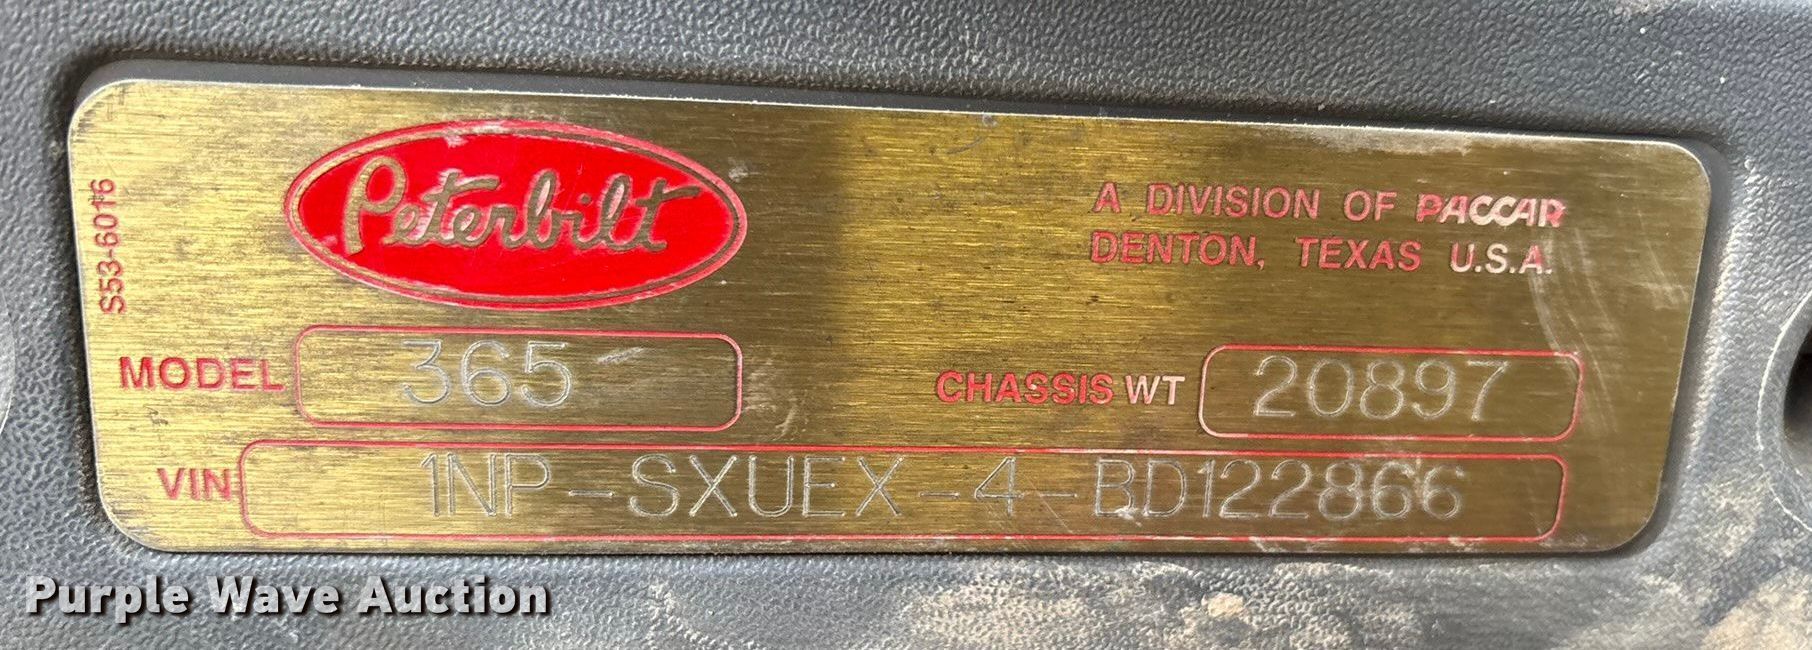 Peterbilt
A DIVISION OF PACCAR
DENTON, TEXAS U.S.A.
S53-6016
MODEL 365
CHASSIS WT 20897
VIN 1NP-SXUEX-4-BD122866
Purple Wave Auction